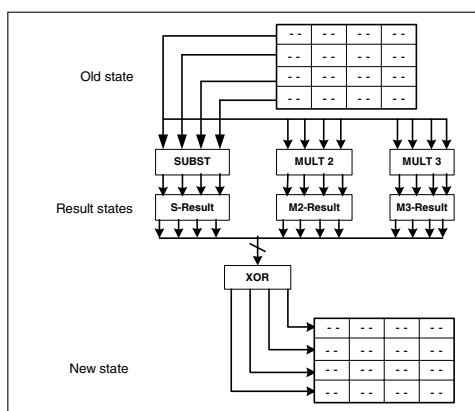 - - - - - - - -
Old state - - - - - - - -
- - - - - - - -
- - - - - - - -
SUBST MULT 2 MULT 3
Result states S-Result M2-Result M3-Result
XOR
- - - - - - - -
- - - - - - - -
New state - - - - - - - -
- - - - - - - -